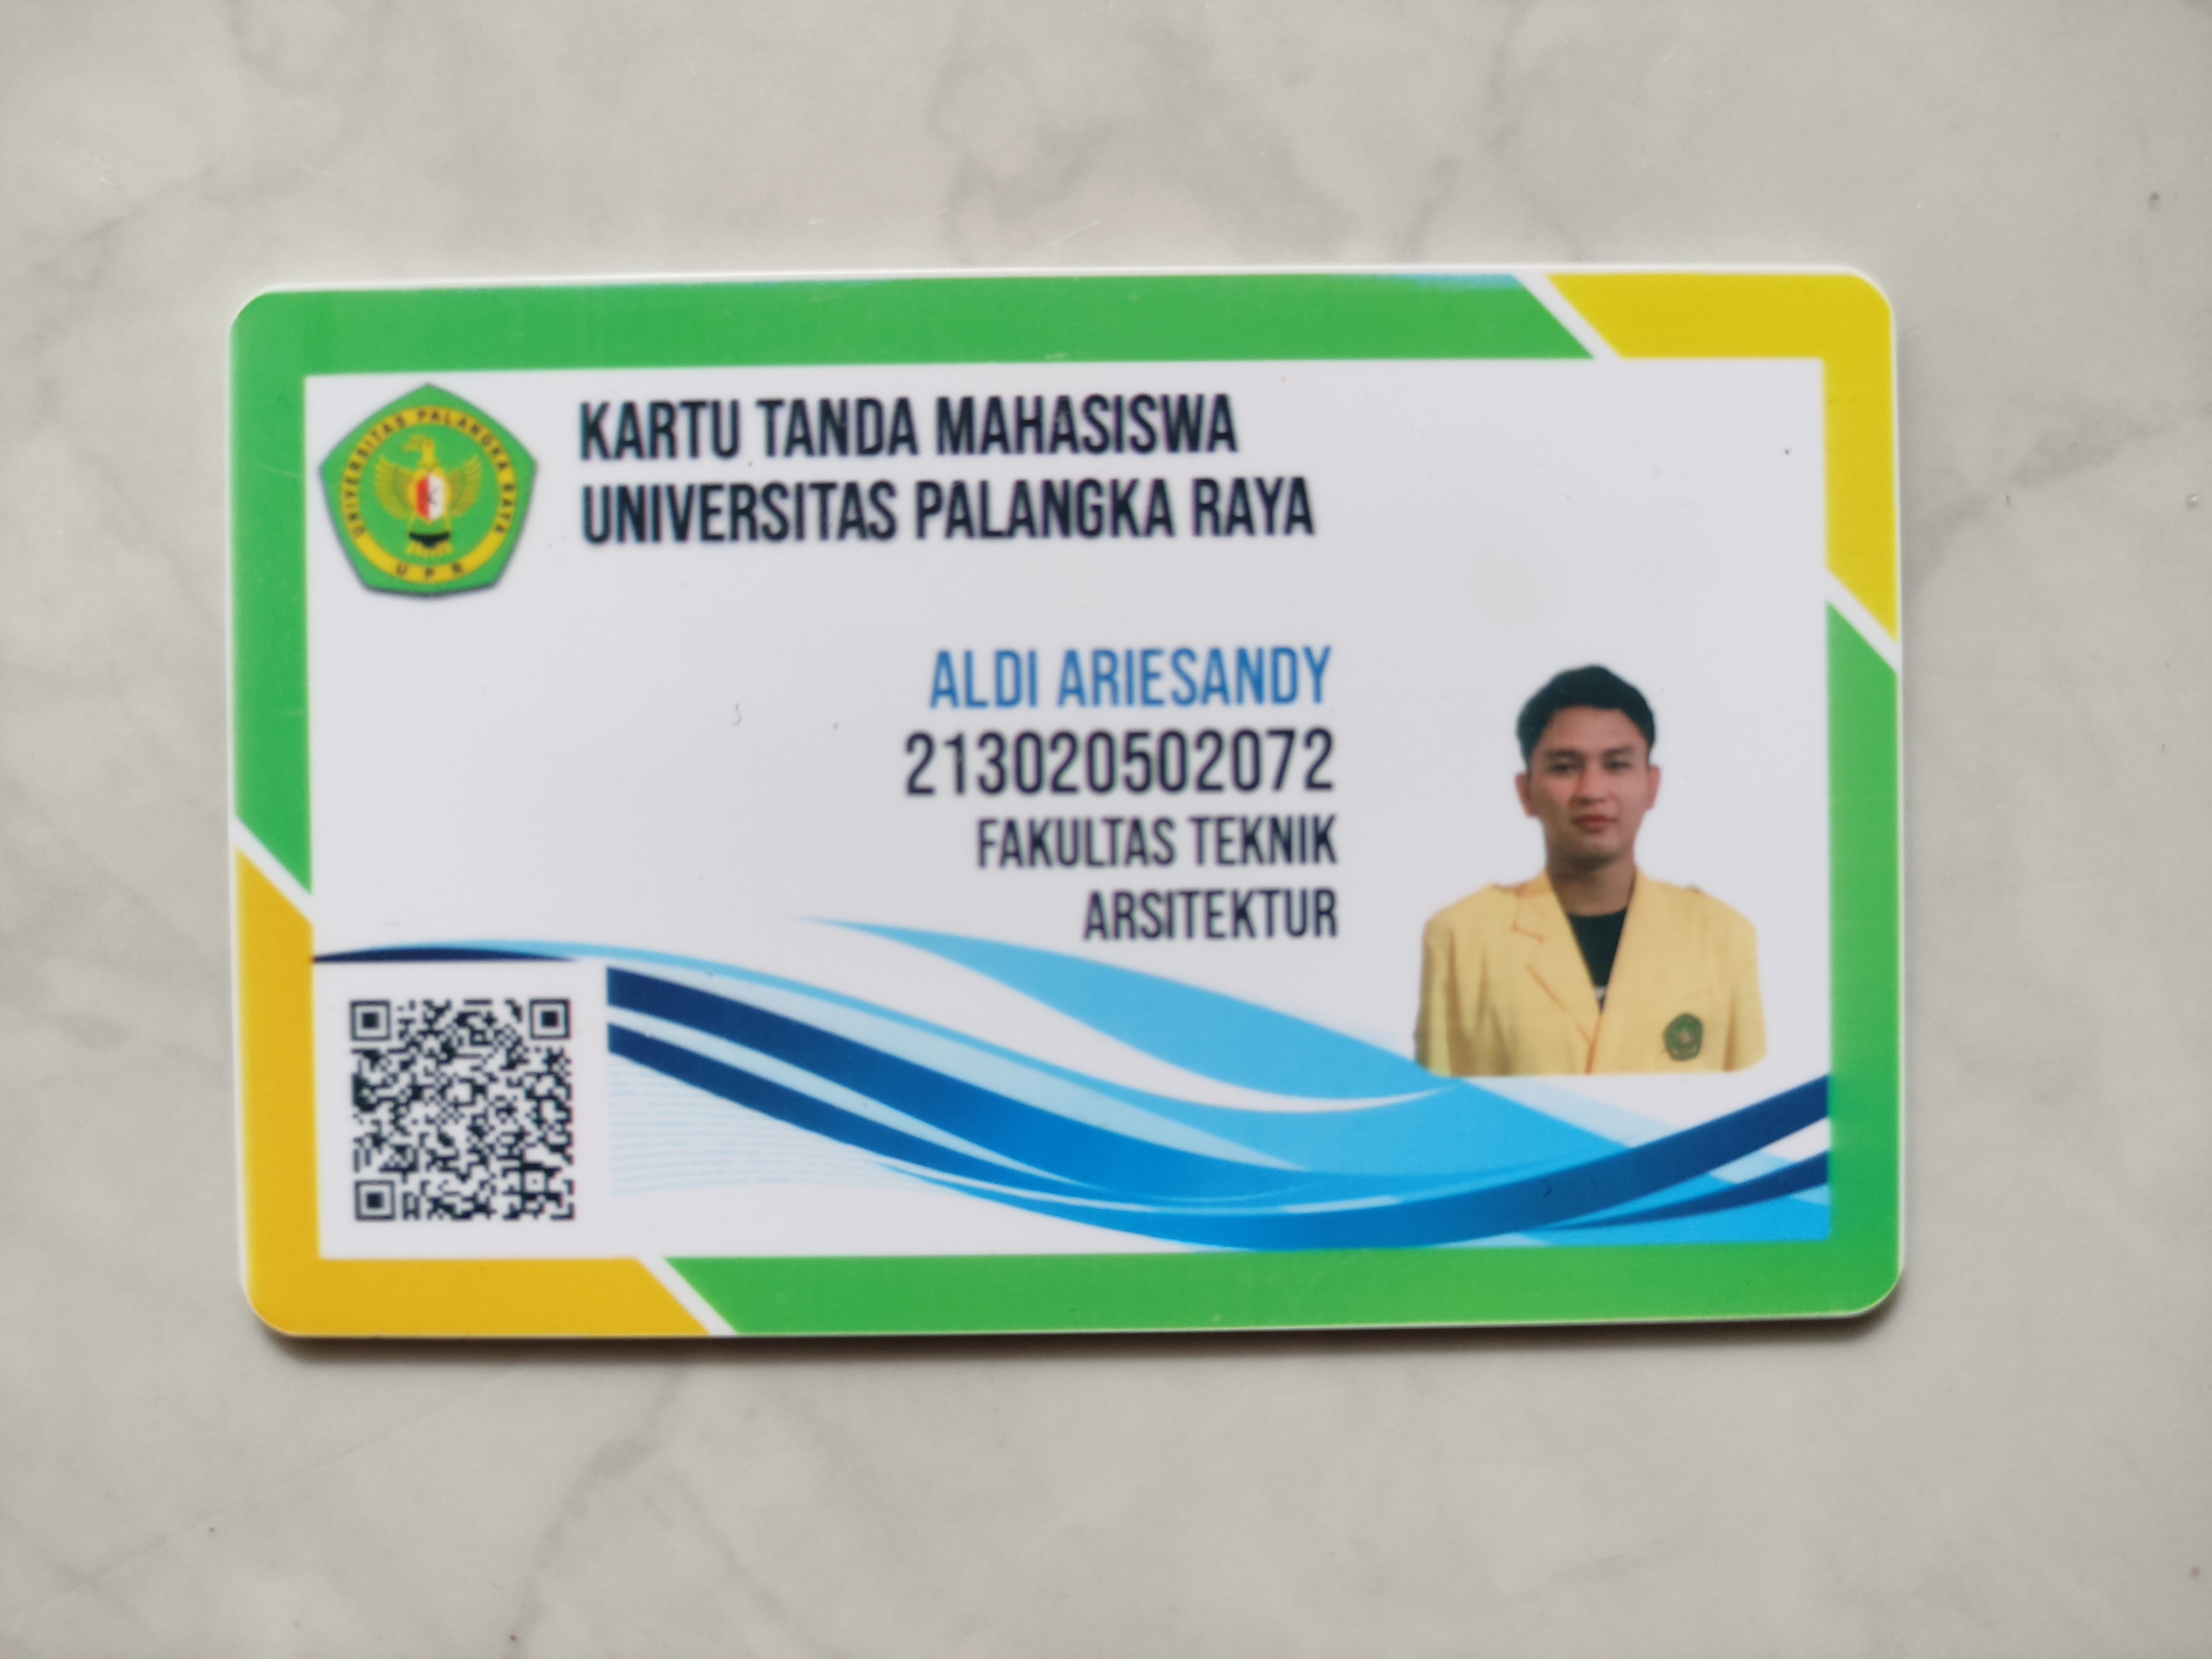 KARTU TANDA MAHASISWA
UNIVERSITAS PALANGKA RAYA
UNIVERSITAS PALANGKA RAYA
UPR
ALDI ARIESANDY
213020502072
FAKULTAS TEKNIK
ARSITEKTUR